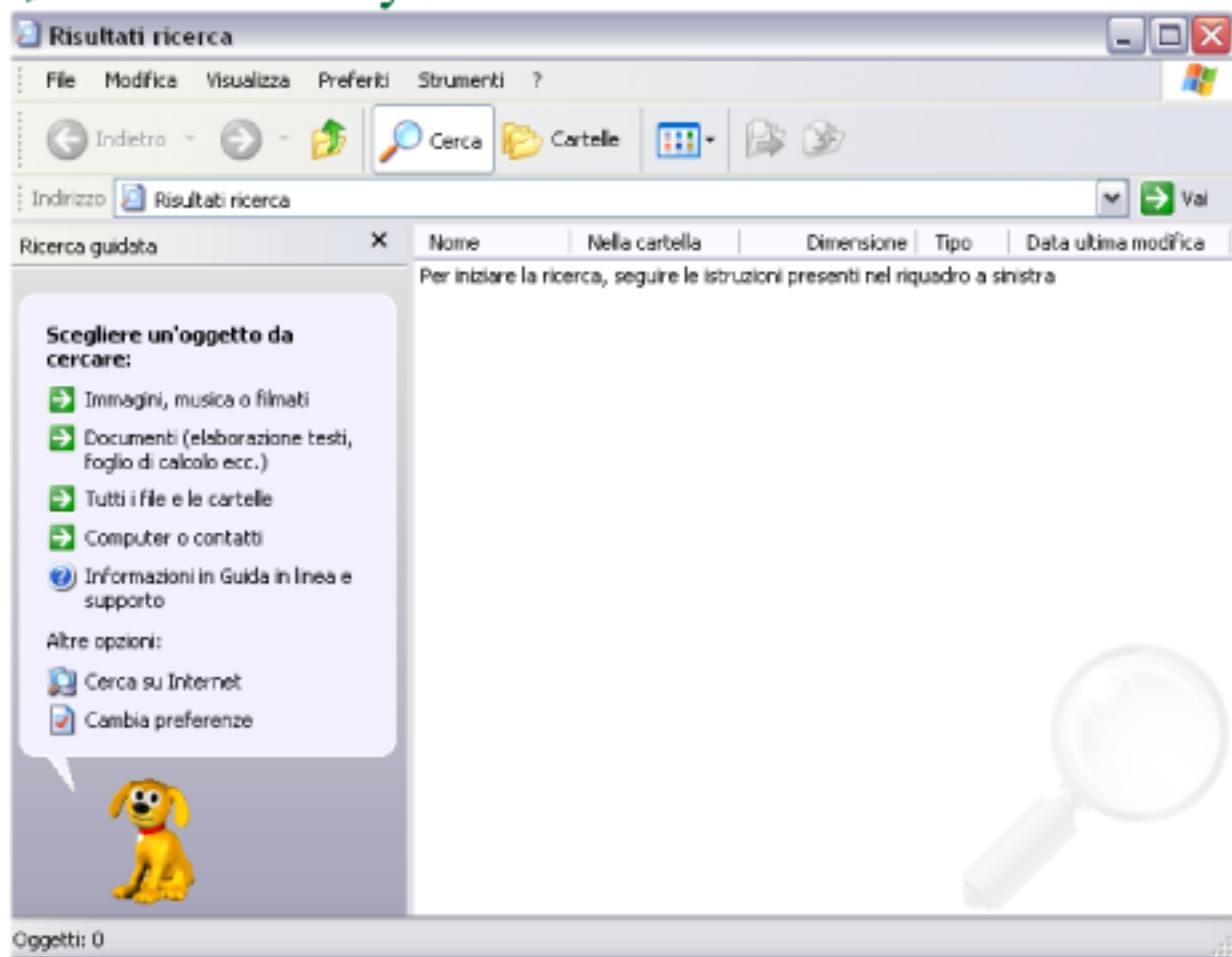 Risultati ricerca
File Modifica Visualizza Preferiti Strumenti ?
Indietro Cerca Cartelle
Indirizzo Risultati ricerca Vai
Ricerca guidata
Nome Nella cartella Dimensione Tipo Data ultima modifica
Per iniziare la ricerca, seguire le istruzioni presenti nel riquadro a sinistra
Scegliere un'oggetto da
cercare:
Immagini, musica o filmati
Documenti (elaborazione testi,
foglio di calcolo ecc.)
Tutti i file e le cartelle
Computer o contatti
Informazioni in Guida in linea e
supporto
Altre opzioni:
Cerca su Internet
Cambia preferenze
Oggetti: 0